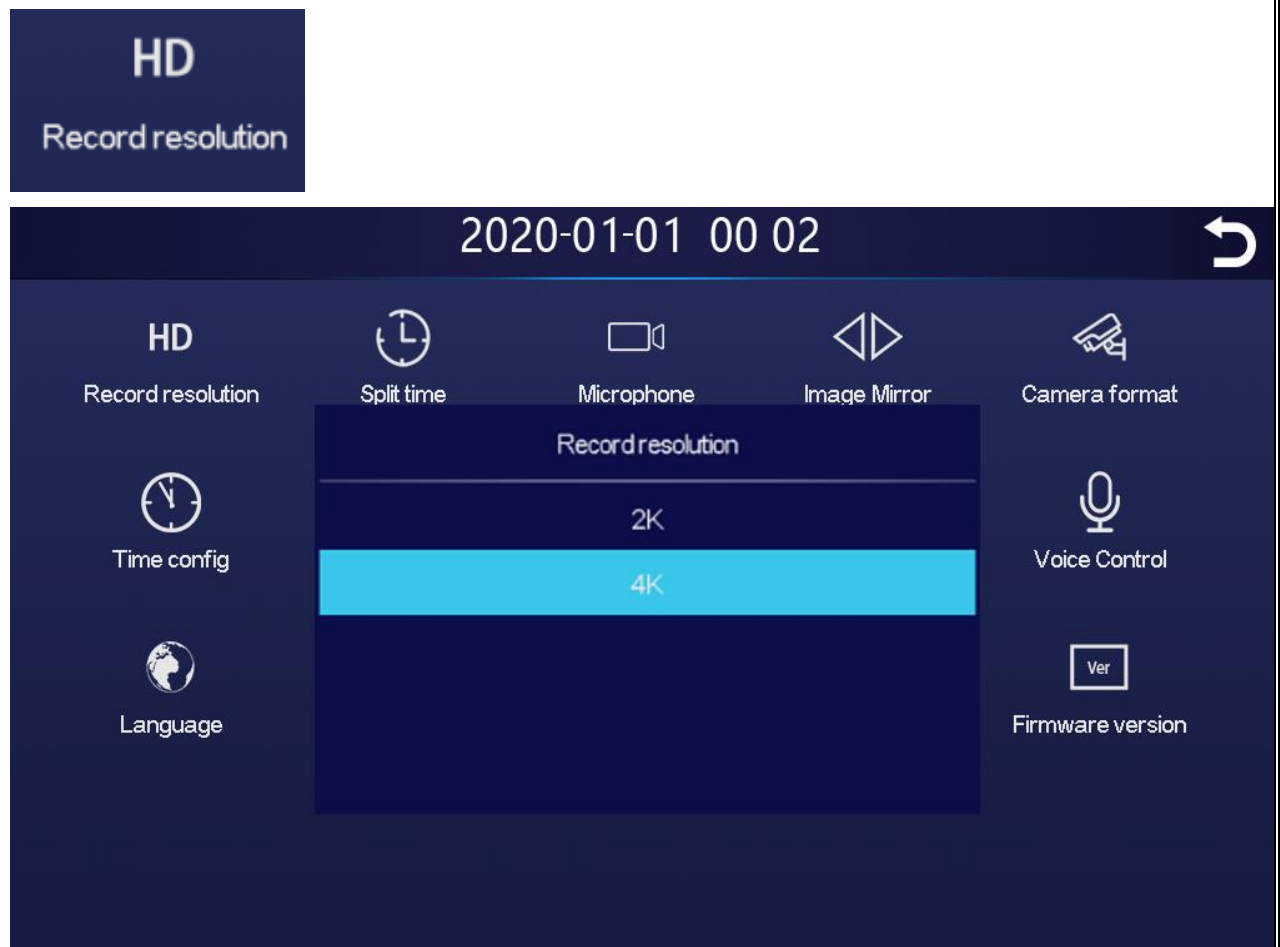 HD
Record resolution
2020-01-01 00 02
HD
Record resolution
Split time
Microphone
Image Mirror
Camera format
Record resolution
2K
4K
Time config
Voice Control
Language
Ver
Firmware version